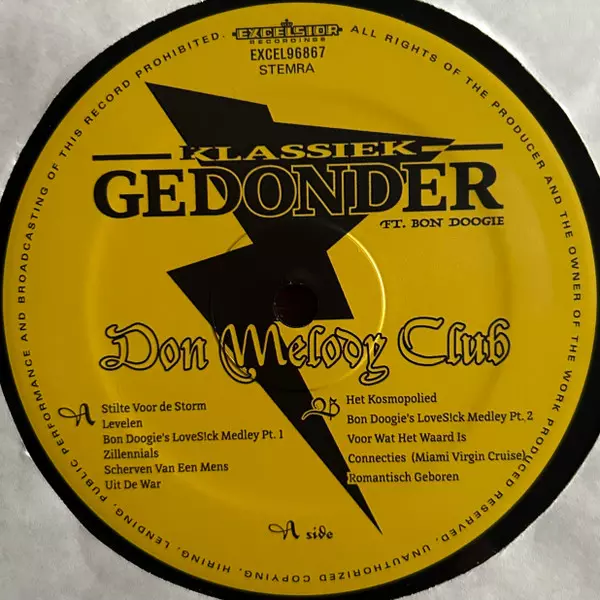 PUBLIC PERFORMANCE AND BROADCASTING OF THIS RECORD PROHIBITED. ALL RIGHTS OF THE PRODUCER AND THE OWNER OF THE WORK PRODUCED RESERVED. UNAUTHORIZED COPYING, HIRING, LENDING,
EXCELSIOR
RECORDINGS
EXCEL96867
STEMRA
KLASSIEK
GEDONDER
FT. BON DOOGIE
Don Melody Club
A
Stilte Voor de Storm
Levelen
Bon Doogie's LoveS!ck Medley Pt. 1
Zillennials
Scherven Van Een Mens
Uit De War
B
Het Kosmopolied
Bon Doogie's LoveS!ck Medley Pt. 2
Voor Wat Het Waard Is
Connecties (Miami Virgin Cruise)
Romantisch Geboren
A side